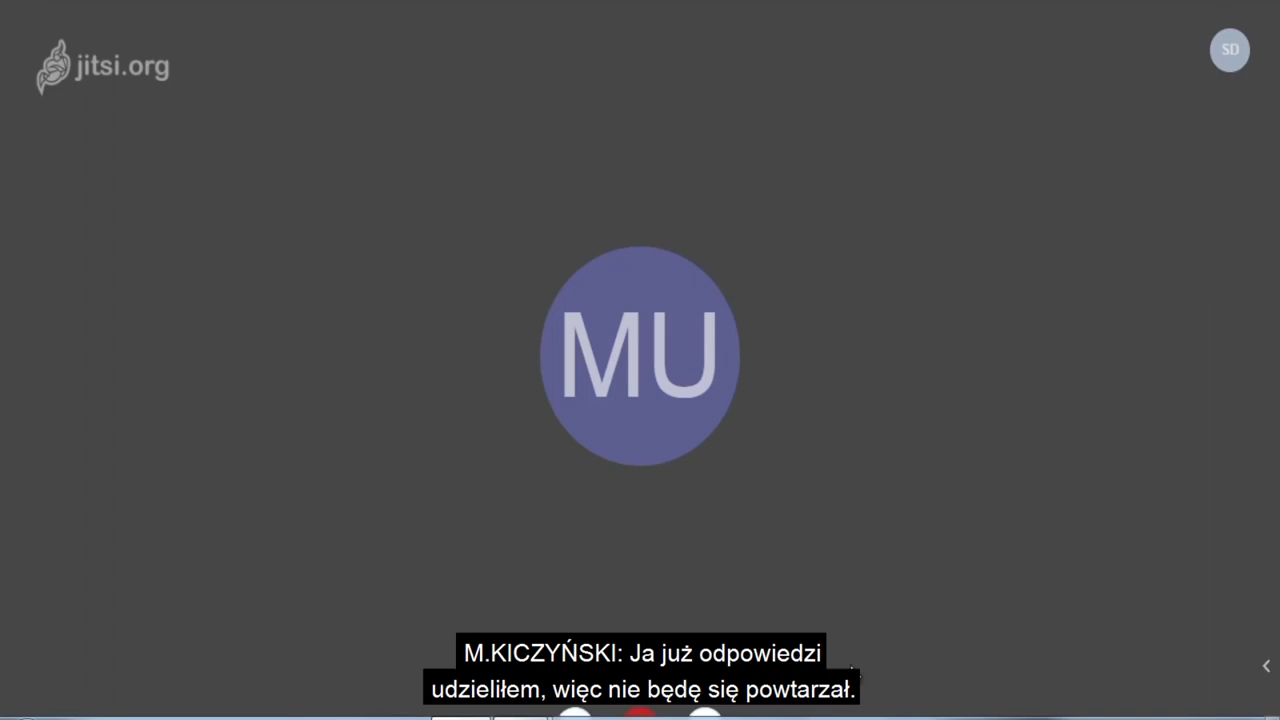 jitsi.org
SD
MU
M.KICZYŃSKI: Ja już odpowiedzi
udzieliłem, więc nie będę się powtarzał.